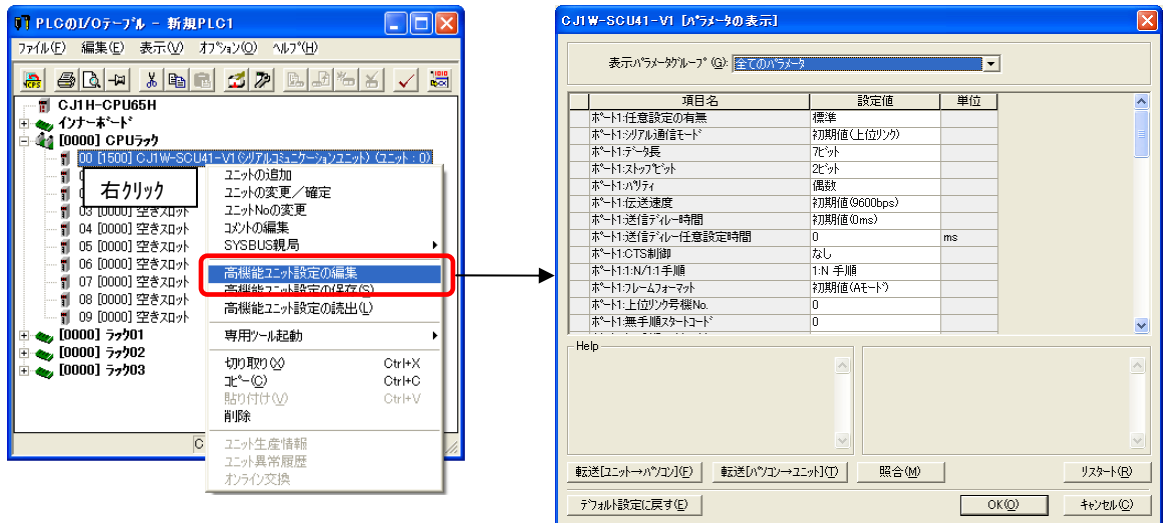 PLCのI/Oテーブル - 新規PLC1
ファイル(F) 編集(E) 表示(V) オプション(O) ヘルプ(H)
CJ1H-CPU65H
インナーボード
[0000] CPUラック
00 [1500] CJ1W-SCU41-V1(シリアルコミュニケーションユニット) (ユニット : 0)
右クリック
03 [0000] 空きスロット
04 [0000] 空きスロット
05 [0000] 空きスロット
06 [0000] 空きスロット
07 [0000] 空きスロット
08 [0000] 空きスロット
09 [0000] 空きスロット
[0000] ラック01
[0000] ラック02
[0000] ラック03
ユニットの追加
ユニットの変更／確定
ユニットNoの変更
コメントの編集
SYSBUS親局
高機能ユニット設定の編集
高機能ユニット設定の保存(S)
高機能ユニット設定の読出(L)
専用ツール起動
切り取り(X) Ctrl+X
コピー(C) Ctrl+C
貼り付け(V) Ctrl+V
削除
ユニット生産情報
ユニット異常履歴
オンライン交換
CJ1W-SCU41-V1 [パラメータの表示]
表示パラメータグループ(G): 全てのパラメータ
項目名 設定値 単位
ポート1:任意設定の有無 標準
ポート1:シリアル通信モード 初期値(上位リンク)
ポート1:データ長 7ビット
ポート1:ストップビット 2ビット
ポート1:パリティ 偶数
ポート1:伝送速度 初期値(9600bps)
ポート1:送信ディレー時間 初期値(0ms)
ポート1:送信ディレー任意設定時間 0 ms
ポート1:CTS制御 なし
ポート1:1:N/1:1手順 1:N 手順
ポート1:フレームフォーマット 初期値(Aモード)
ポート1:上位リンク号機No. 0
ポート1:無手順スタートコード 0
Help
転送[ユニット→パソコン](F) 転送[パソコン→ユニット](T) 照合(M) リスタート(R)
デフォルト設定に戻す(E) OK(O) キャンセル(C)